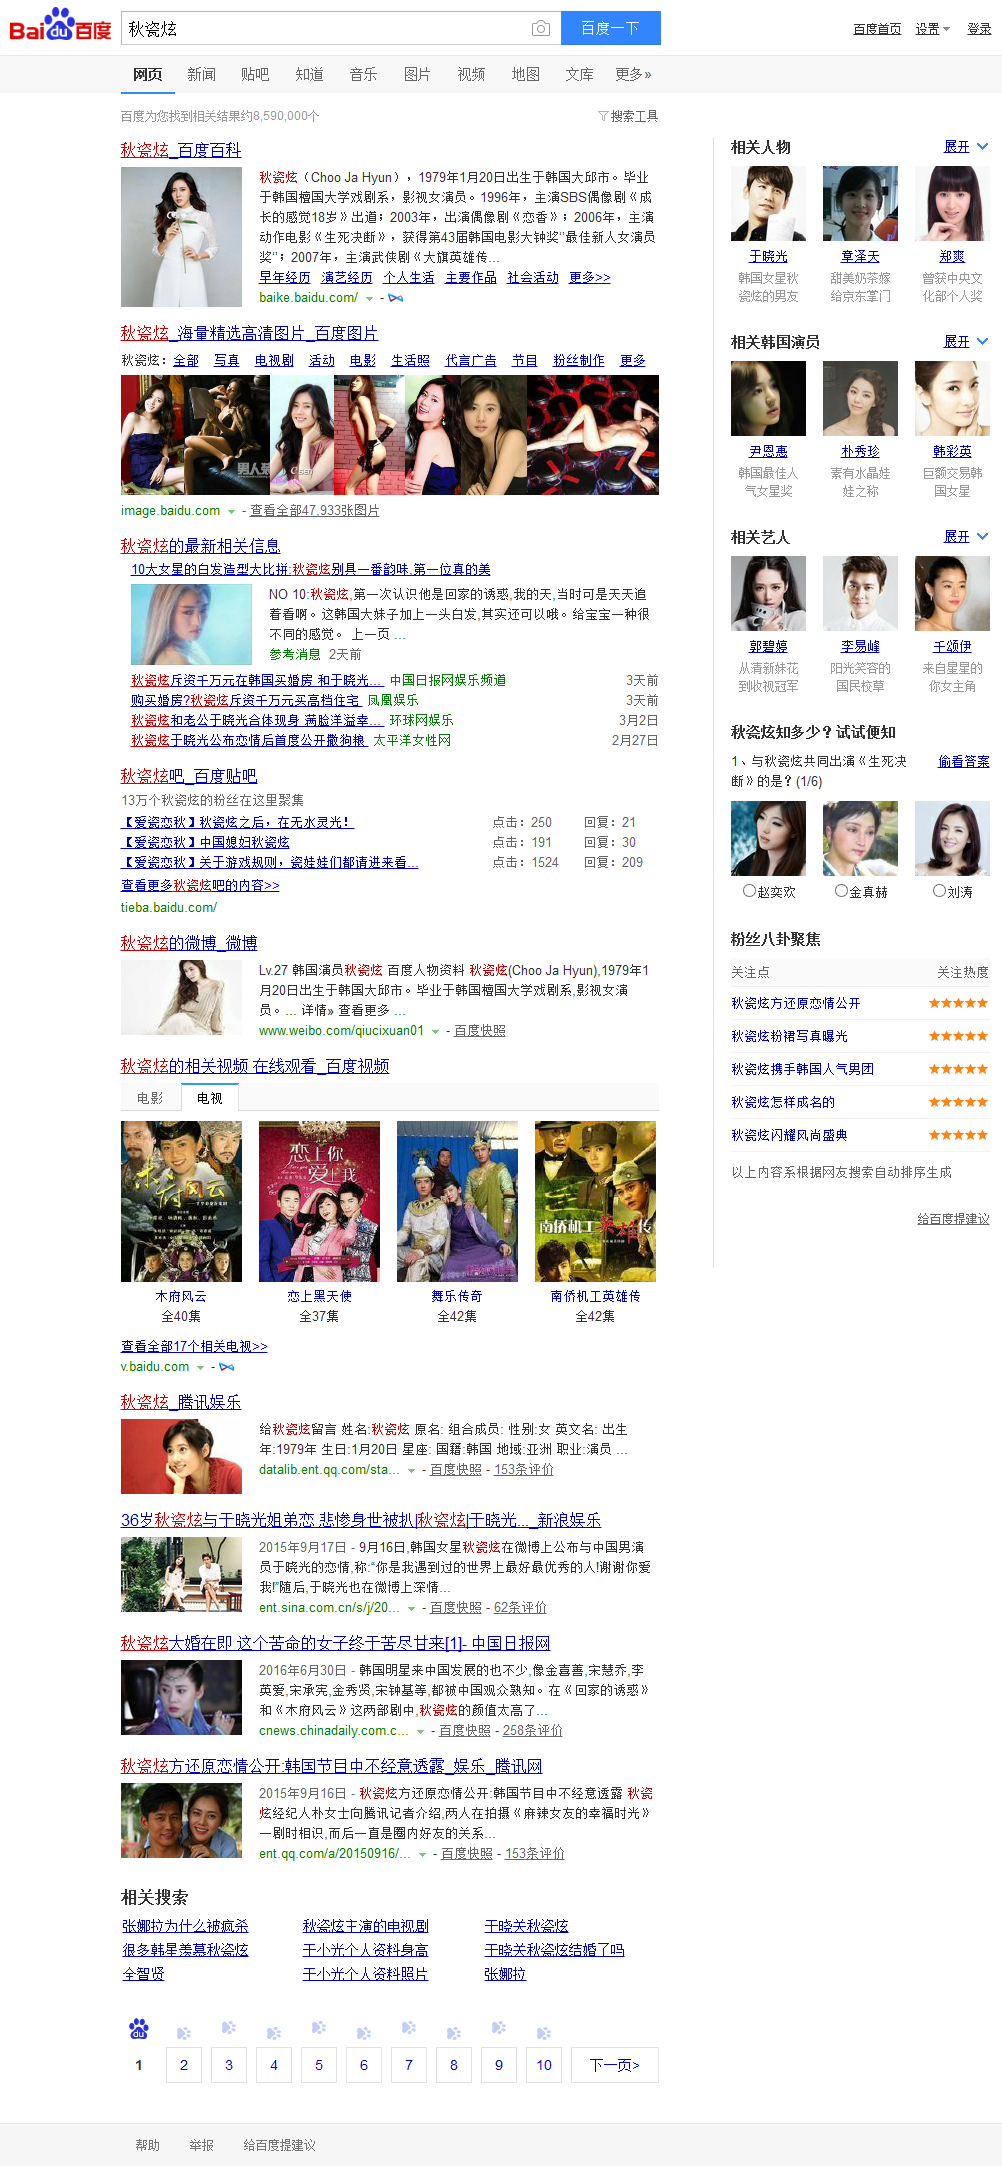 Bai du 百度
秋瓷炫
百度一下
百度首页 设置 登录
网页 新闻 贴吧 知道 音乐 图片 视频 地图 文库 更多»
百度为您找到相关结果约8,590,000个
搜索工具
秋瓷炫_百度百科
秋瓷炫（Choo Ja Hyun），1979年1月20日出生于韩国大邱市。毕业
于韩国檀国大学戏剧系，影视女演员。1996年，主演SBS偶像剧《成
长的感觉18岁》出道；2003年，出演偶像剧《恋香》；2006年，主演
动作电影《生死决断》，获得第43届韩国电影大钟奖"最佳新人女演员
奖"；2007年，主演武侠剧《大旗英雄传...
早年经历 演艺经历 个人生活 主要作品 社会活动 更多>>
baike.baidu.com/ -
秋瓷炫_海量精选高清图片_百度图片
秋瓷炫： 全部 写真 电视剧 活动 电影 生活照 代言广告 节目 粉丝制作 更多
image.baidu.com - 查看全部47,933张图片
秋瓷炫的最新相关信息
10大女星的白发造型大比拼:秋瓷炫别具一番韵味,第一位真的美
NO 10:秋瓷炫,第一次认识他是回家的诱惑,我的天,当时可是天天追
着看啊。这韩国大妹子加上一头白发,其实还可以哦。给宝宝一种很
不同的感觉。 上一页 ...
参考消息 2天前
秋瓷炫斥资千万元在韩国买婚房 和于晓光... 中国日报网娱乐频道 3天前
购买婚房?秋瓷炫斥资千万元买高档住宅 凤凰娱乐 3天前
秋瓷炫和老公于晓光合体现身 满脸洋溢幸... 环球网娱乐 3月2日
秋瓷炫于晓光公布恋情后首度公开撒狗粮 太平洋女性网 2月27日
秋瓷炫吧_百度贴吧
13万个秋瓷炫的粉丝在这里聚集
【爱瓷恋秋】秋瓷炫之后，在无水灵光！ 点击：250 回复：21
【爱瓷恋秋】中国媳妇秋瓷炫 点击：191 回复：30
【爱瓷恋秋】关于游戏规则，瓷娃娃们都请进来看... 点击：1524 回复：209
查看更多秋瓷炫吧的内容>>
tieba.baidu.com/
秋瓷炫的微博_微博
Lv.27 韩国演员秋瓷炫 百度人物资料 秋瓷炫(Choo Ja Hyun),1979年1
月20日出生于韩国大邱市。毕业于韩国檀国大学戏剧系,影视女演
员。... 详情» 查看更多 ...
www.weibo.com/qiucixuan01 - 百度快照
秋瓷炫的相关视频 在线观看_百度视频
电影 电视
木府风云 恋上你爱上我 南侨机工英雄传
木府风云 恋上黑天使 舞乐传奇 南侨机工英雄传
全40集 全37集 全42集 全42集
查看全部17个相关电视>>
v.baidu.com -
秋瓷炫_腾讯娱乐
给秋瓷炫留言 姓名:秋瓷炫 原名: 组合成员: 性别:女 英文名: 出生
年:1979年 生日:1月20日 星座: 国籍:韩国 地域:亚洲 职业:演员 ...
datalib.ent.qq.com/sta... - 百度快照 - 153条评价
36岁秋瓷炫与于晓光姐弟恋 悲惨身世被扒|秋瓷炫|于晓光..._新浪娱乐
2015年9月17日 - 9月16日,韩国女星秋瓷炫在微博上公布与中国男演
员于晓光的恋情,称:“你是我遇到过的世界上最好最优秀的人!谢谢你爱
我!”随后,于晓光也在微博上深情...
ent.sina.com.cn/s/j/20... - 百度快照 - 62条评价
秋瓷炫大婚在即 这个苦命的女子终于苦尽甘来[1]- 中国日报网
2016年6月30日 - 韩国明星来中国发展的也不少,像金喜善,宋慧乔,李
英爱,宋承宪,金秀贤,宋钟基等,都被中国观众熟知。在《回家的诱惑》
和《木府风云》这两部剧中,秋瓷炫的颜值太高了...
cnews.chinadaily.com.c... - 百度快照 - 258条评价
秋瓷炫方还原恋情公开:韩国节目中不经意透露_娱乐_腾讯网
2015年9月16日 - 秋瓷炫方还原恋情公开:韩国节目中不经意透露 秋瓷
炫经纪人朴女士向腾讯记者介绍,两人在拍摄《麻辣女友的幸福时光》
一剧时相识,而后一直是圈内好友的关系...
ent.qq.com/a/20150916/... - 百度快照 - 153条评价
相关搜索
张娜拉为什么被疯杀 秋瓷炫主演的电视剧 于晓关秋瓷炫
很多韩星羡慕秋瓷炫 于小光个人资料身高 于晓关秋瓷炫结婚了吗
全智贤 于小光个人资料照片 张娜拉
1 2 3 4 5 6 7 8 9 10 下一页>
帮助 举报 给百度提建议
相关人物 展开
于晓光 章泽天 郑爽
韩国女星秋 甜美奶茶嫁 曾获中央文
瓷炫的男友 给京东掌门 化部个人奖
相关韩国演员 展开
尹恩惠 朴秀珍 韩彩英
韩国最佳人 素有水晶娃 巨额交易韩
气女星奖 娃之称 国女星
相关艺人 展开
郭碧婷 李易峰 千颂伊
从清新妹花 阳光笑容的 来自星星的
到收视冠军 国民校草 你女主角
秋瓷炫知多少？试试便知
1、与秋瓷炫共同出演《生死决 偷看答案
断》的是？(1/6)
赵奕欢 金真赫 刘涛
粉丝八卦聚焦
关注点 关注热度
秋瓷炫方还原恋情公开
秋瓷炫粉裙写真曝光
秋瓷炫携手韩国人气男团
秋瓷炫怎样成名的
秋瓷炫闪耀风尚盛典
以上内容系根据网友搜索自动排序生成
给百度提建议